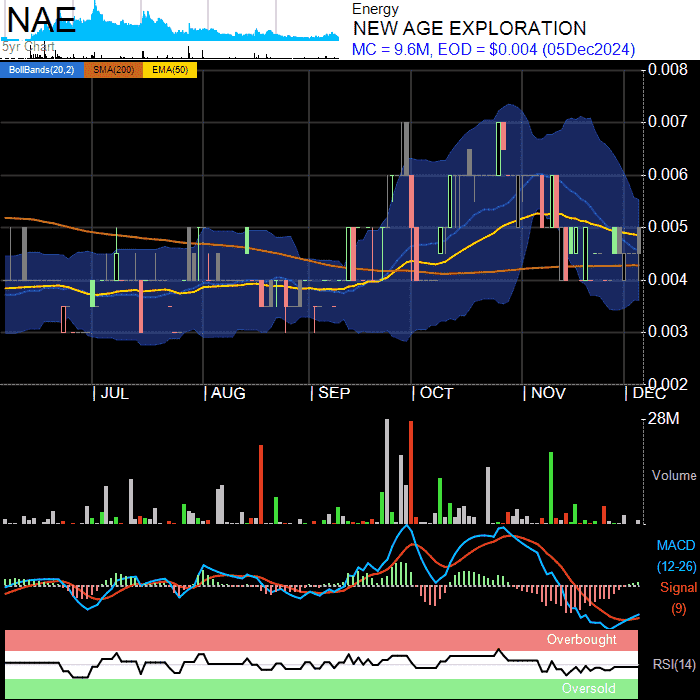 NAE
5yr Chart
Energy
NEW AGE EXPLORATION
MC = 9.6M, EOD = $0.004 (05Dec2024)
BollBands(20,2) SMA(200) EMA(50)
0.008
0.007
0.006
0.005
0.004
0.003
0.002
| JUL | AUG | SEP | OCT | NOV | DEC
28M
Volume
MACD
(12-26)
Signal
(9)
Overbought
RSI(14)
Oversold